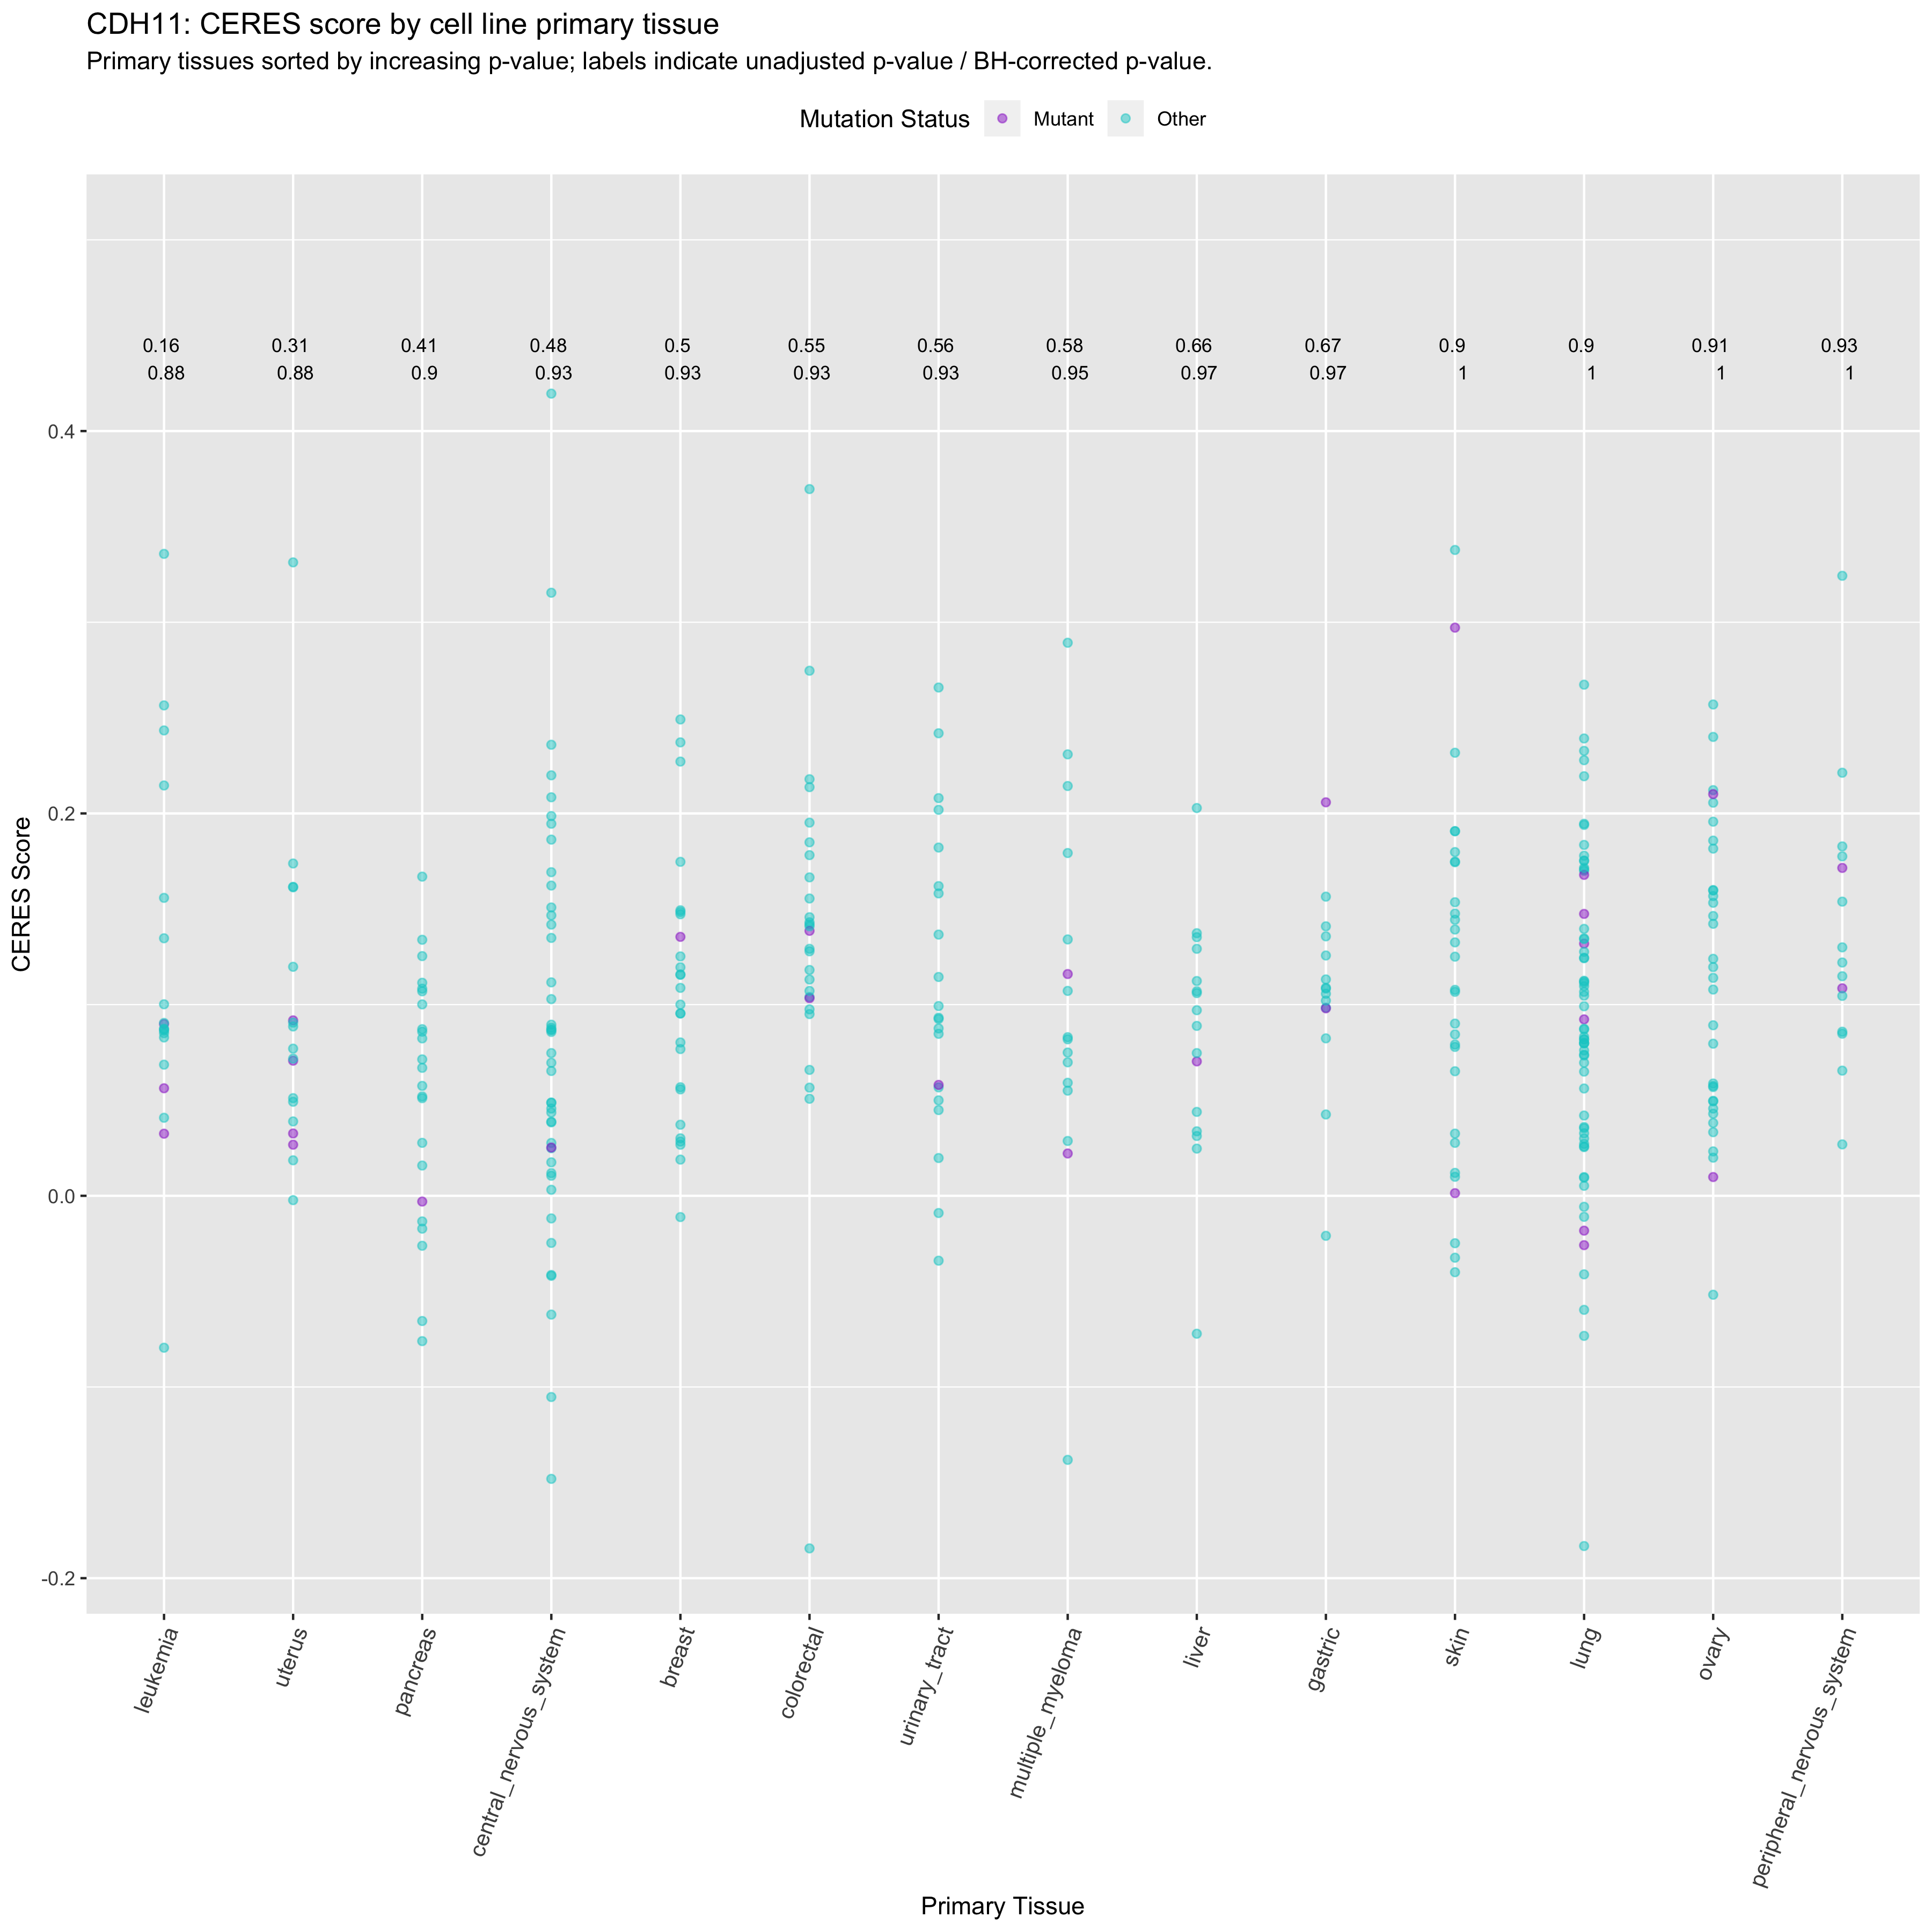 CDH11: CERES score by cell line primary tissue
Primary tissues sorted by increasing p-value; labels indicate unadjusted p-value / BH-corrected p-value.
Mutation Status Mutant Other
0.16 0.31 0.41 0.48 0.5 0.55 0.56 0.58 0.66 0.67 0.9 0.9 0.91 0.93
0.88 0.88 0.9 0.93 0.93 0.93 0.93 0.95 0.97 0.97 1 1 1 1
0.4
0.2
0.0
-0.2
CERES Score
leukemia
uterus
pancreas
central_nervous_system
breast
colorectal
urinary_tract
multiple_myeloma
liver
gastric
skin
lung
ovary
peripheral_nervous_system
Primary Tissue